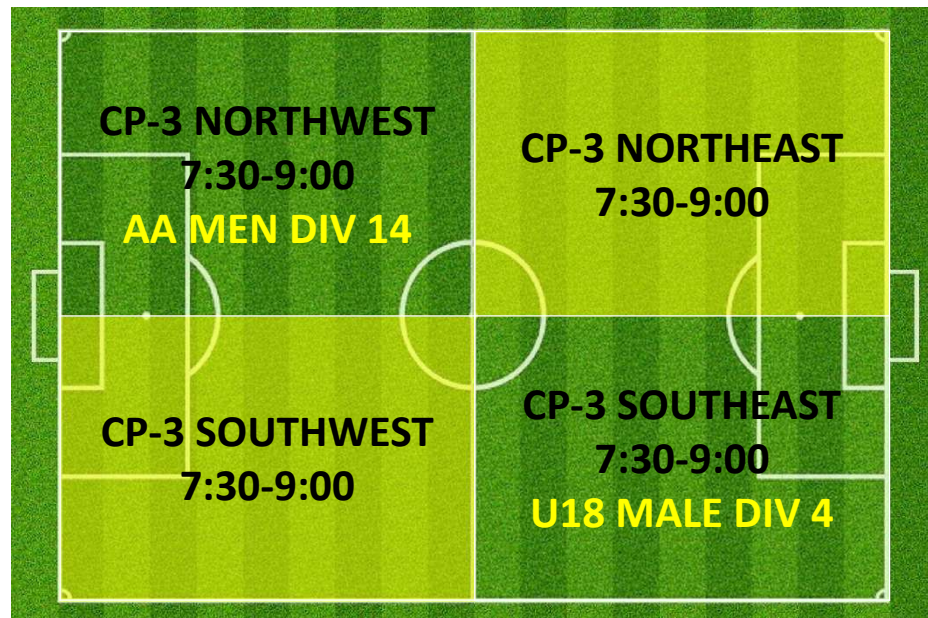 CP-3 NORTHWEST
7:30-9:00
AA MEN DIV 14
CP-3 NORTHEAST
7:30-9:00
CP-3 SOUTHWEST
7:30-9:00
CP-3 SOUTHEAST
7:30-9:00
U18 MALE DIV 4